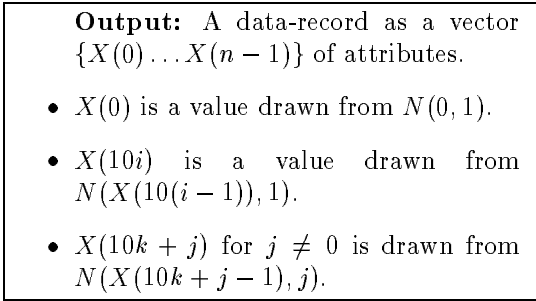 Output: A data-record as a vector
{X(0)...X(n − 1)} of attributes.
• X(0) is a value drawn from N(0, 1).
• X(10i) is a value drawn from
N(X(10(i − 1)), 1).
• X(10k + j) for j ≠ 0 is drawn from
N(X(10k + j − 1), j).